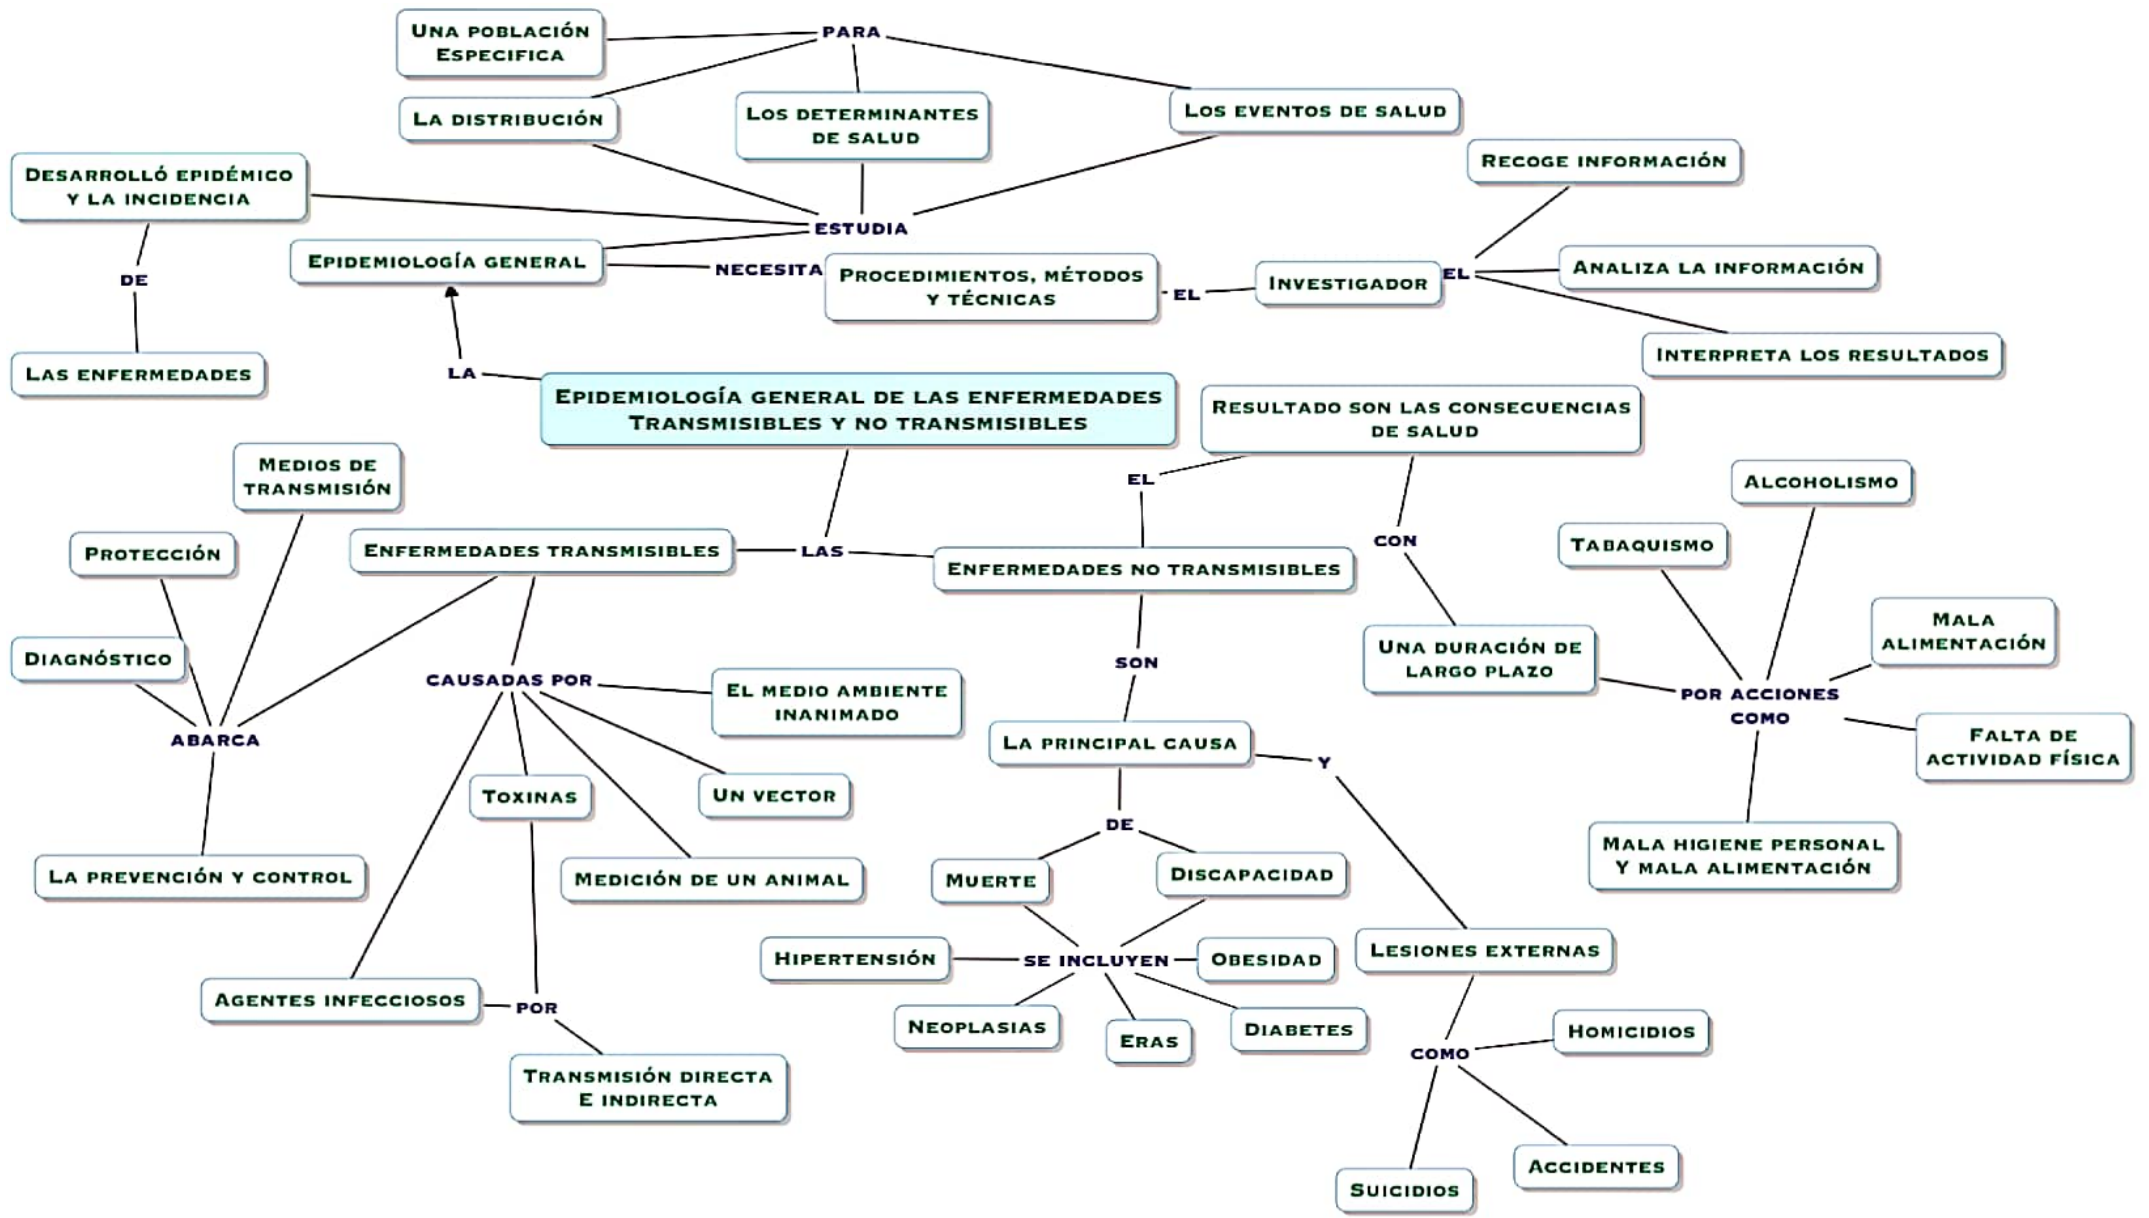 Una población
especifica
para
La distribución
Los determinantes
de salud
Los eventos de salud
Desarrolló epidémico
y la incidencia
Recoge información
estudia
Epidemiología general
necesita
Procedimientos, métodos
y técnicas
el
Investigador
el
Analiza la información
Interpreta los resultados
de
Las enfermedades
la
Epidemiología general de las enfermedades
Transmisibles y no transmisibles
Resultado son las consecuencias
de salud
Medios de
transmisión
el
con
Alcoholismo
Tabaquismo
Protección
Enfermedades transmisibles
las
Enfermedades no transmisibles
Diagnóstico
Una duración de
largo plazo
Mala
alimentación
por acciones
como
Falta de
actividad física
Mala higiene personal
y mala alimentación
abarca
La prevención y control
causadas por
El medio ambiente
inanimado
Toxinas
Un vector
Medición de un animal
Agentes infecciosos
por
Transmisión directa
e indirecta
son
La principal causa
y
de
Muerte
Discapacidad
Hipertensión
se incluyen
Obesidad
Neoplasias
Eras
Diabetes
Lesiones externas
como
Homicidios
Accidentes
Suicidios